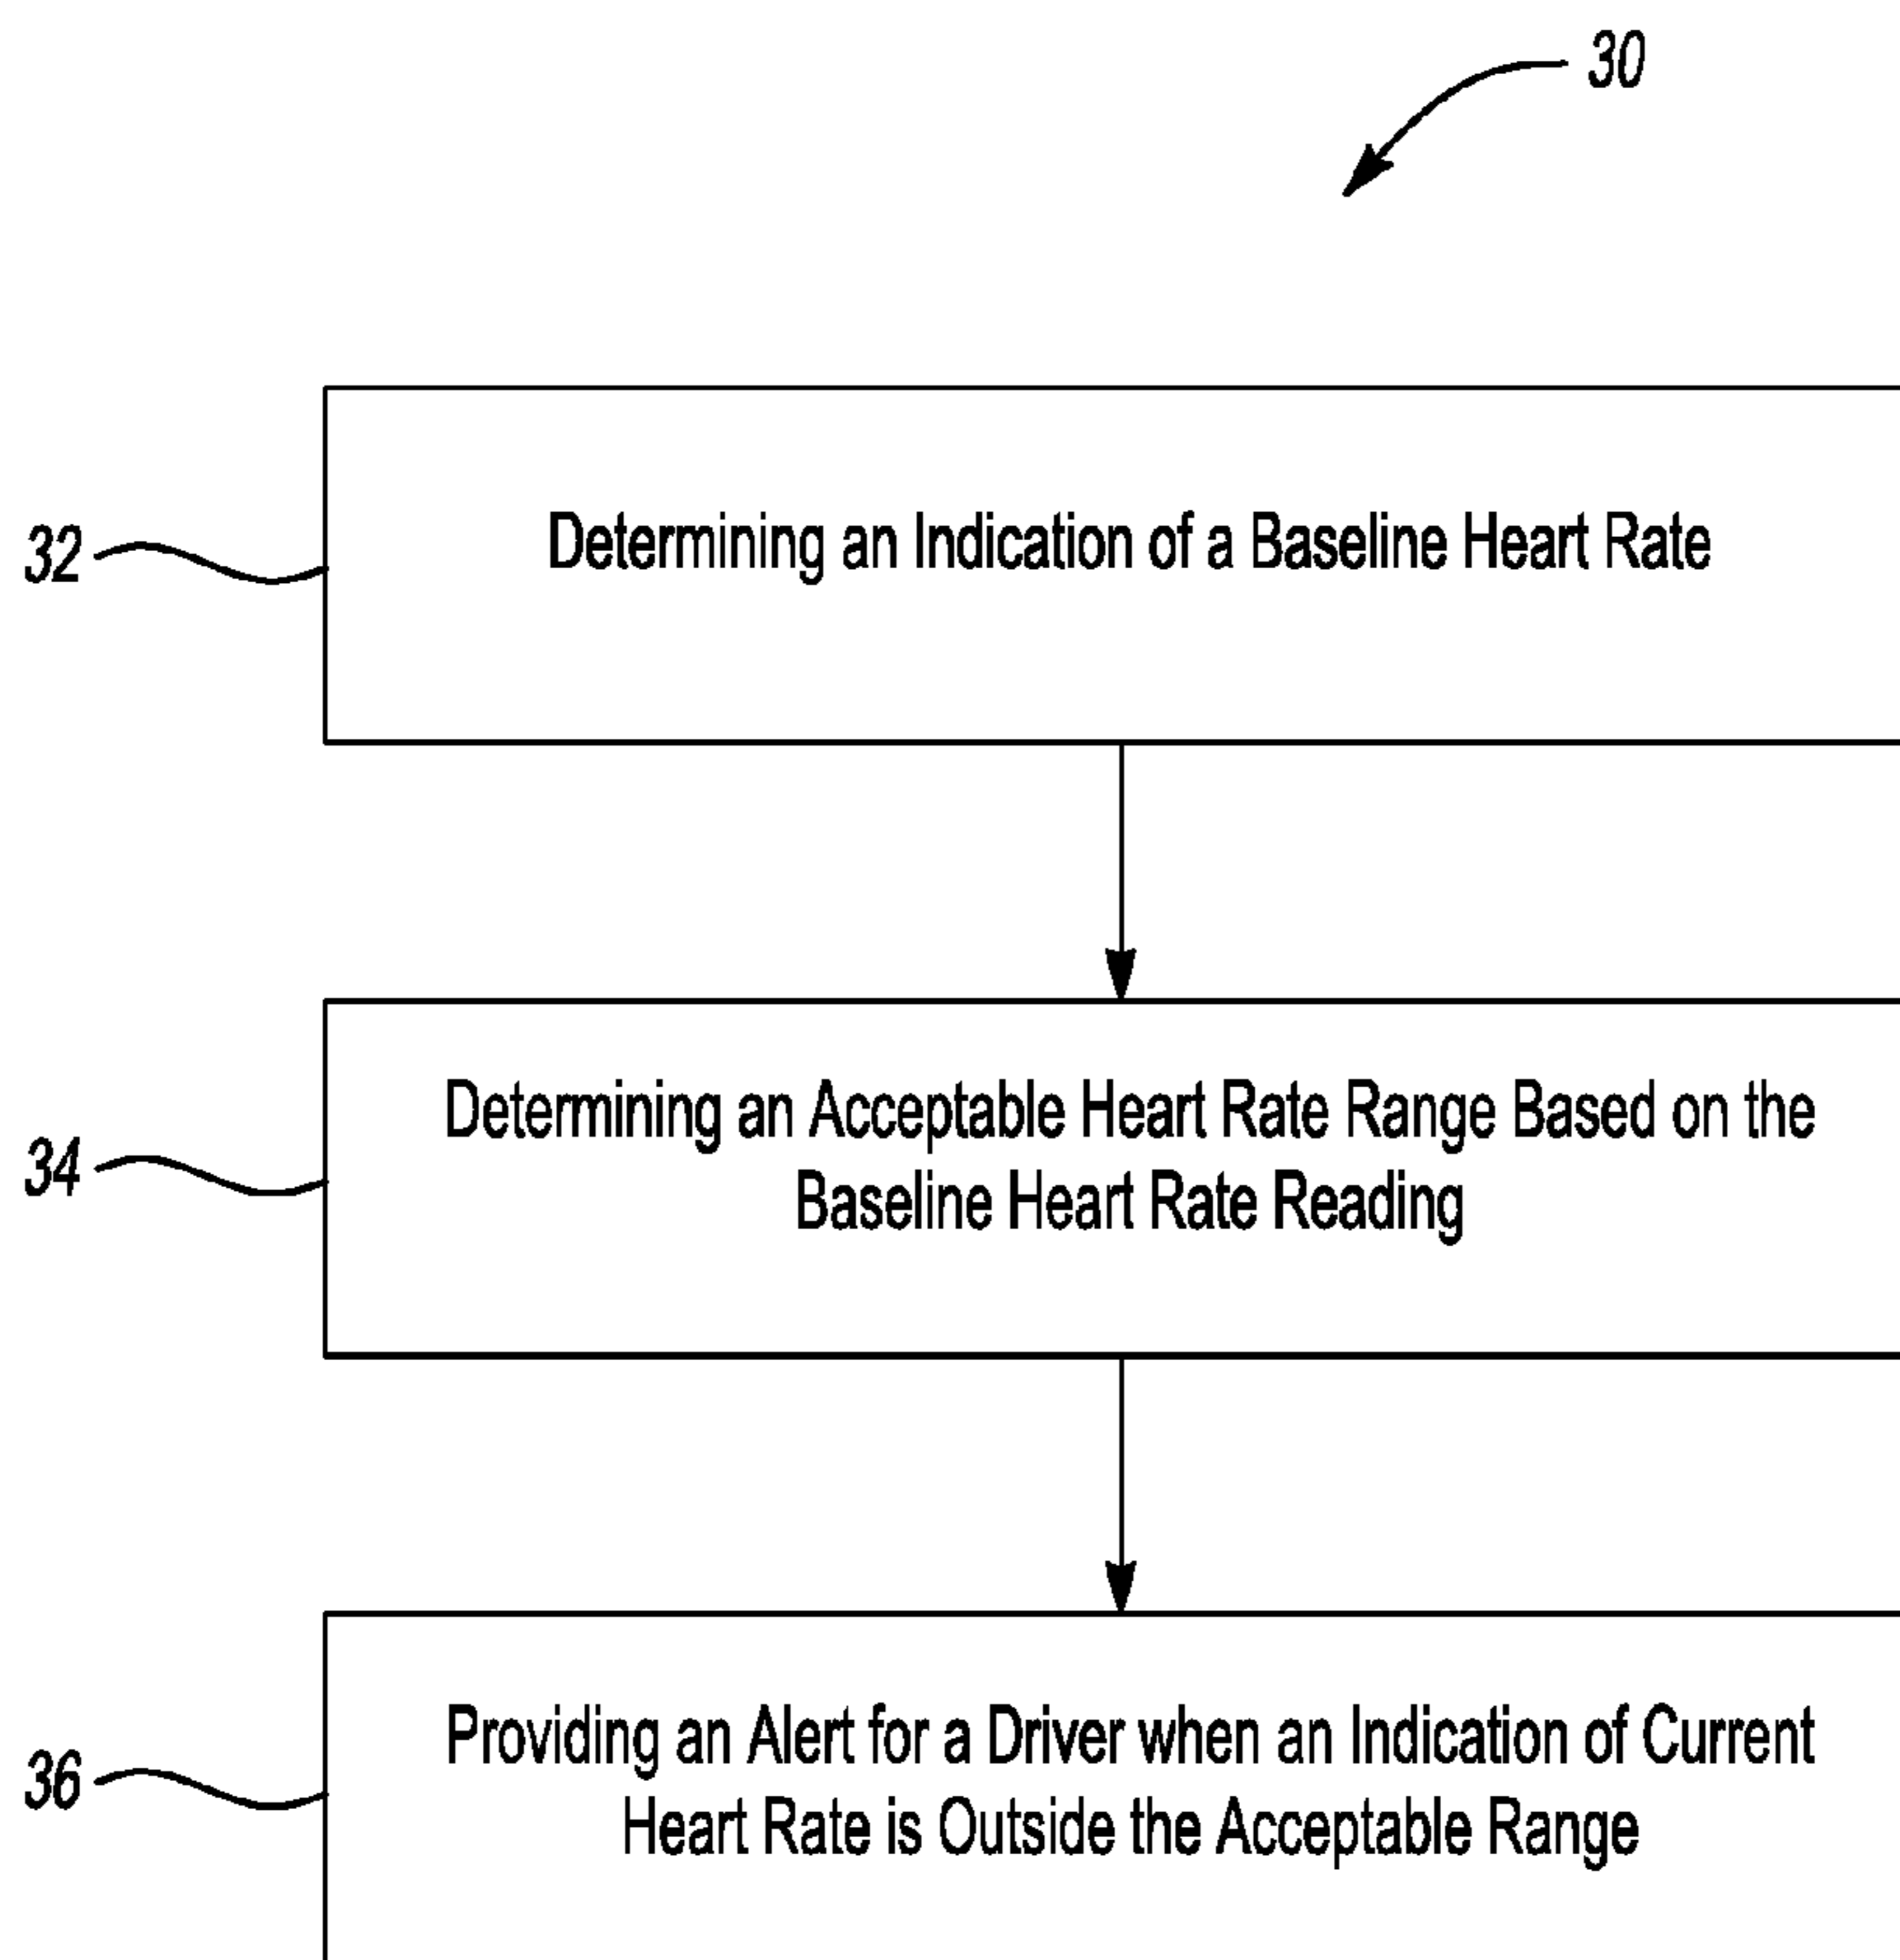 30
32
Determining an Indication of a Baseline Heart Rate
34
Determining an Acceptable Heart Rate Range Based on the
Baseline Heart Rate Reading
36
Providing an Alert for a Driver when an Indication of Current
Heart Rate is Outside the Acceptable Range